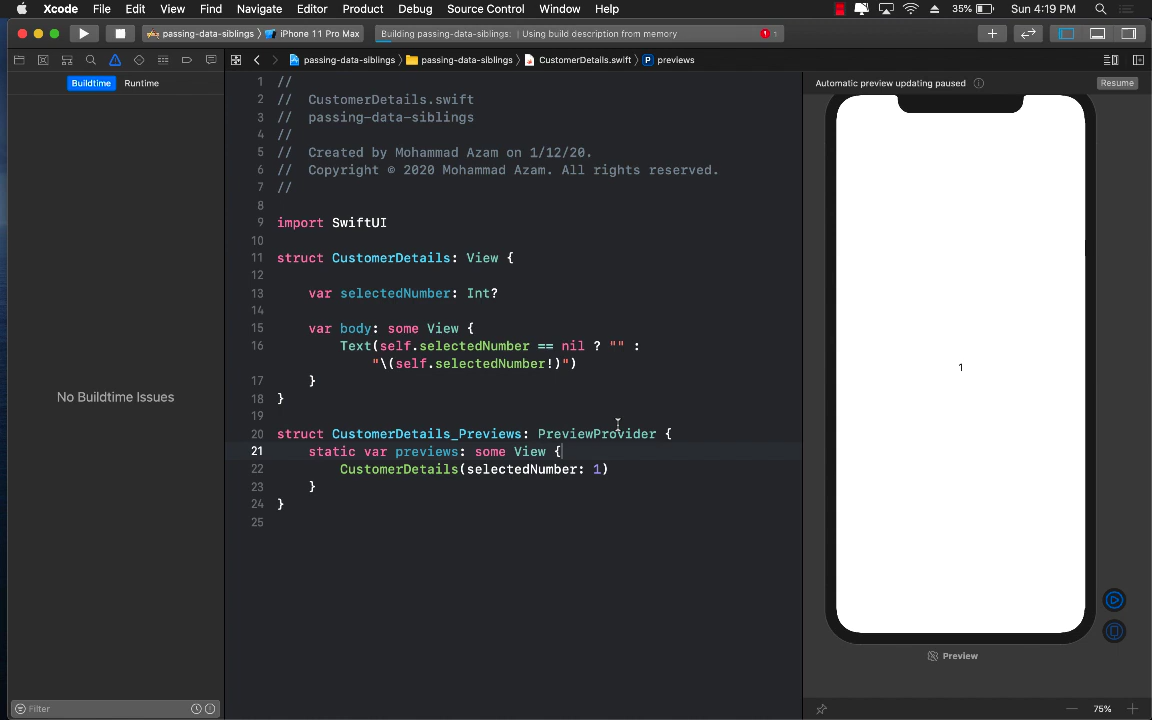 Xcode File Edit View Find Navigate Editor Product Debug Source Control Window Help 35% Sun 4:19 PM
passing-data-siblings 〉 iPhone 11 Pro Max Building passing-data-siblings: | Using build description from memory 1
passing-data-siblings 〉 passing-data-siblings 〉 CustomerDetails.swift 〉 P previews
Buildtime Runtime
No Buildtime Issues
Filter
1 //
2 //  CustomerDetails.swift
3 //  passing-data-siblings
4 //
5 //  Created by Mohammad Azam on 1/12/20.
6 //  Copyright © 2020 Mohammad Azam. All rights reserved.
7 //
8
9 import SwiftUI
10
11 struct CustomerDetails: View {
12
13     var selectedNumber: Int?
14
15     var body: some View {
16         Text(self.selectedNumber == nil ? "" :
"\(self.selectedNumber!)")
17     }
18 }
19
20 struct CustomerDetails_Previews: PreviewProvider {
21     static var previews: some View {
22         CustomerDetails(selectedNumber: 1)
23     }
24 }
25
Automatic preview updating paused Resume
1
Preview
75%